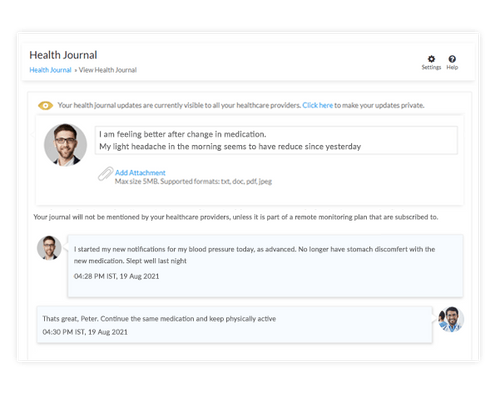 Health Journal
Settings Help
Health Journal » View Health Journal
Your health journal updates are currently visible to all your healthcare providers. Click here to make your updates private.
I am feeling better after change in medication.
My light headache in the morning seems to have reduce since yesterday
Add Attachment
Max size 5MB. Supported formats: txt, doc, pdf, jpeg
Your journal will not be mentioned by your healthcare providers, unless it is part of a remote monitoring plan that are subscribed to.
I started my new notifications for my blood pressure today, as advanced. No longer have stomach discomfert with the
new medication. Slept well last night
04:28 PM IST, 19 Aug 2021
Thats great, Peter. Continue the same medication and keep physically active
04:30 PM IST, 19 Aug 2021